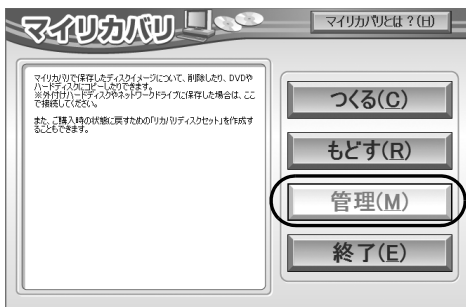 マイリカバリ
マイリカバリとは？(H)
マイリカバリで保存したディスクイメージについて、削除したり、DVDや
ハードディスクにコピーしたりできます。
※外付けハードディスクやネットワークドライブに保存した場合は、ここ
で接続してください。
また、ご購入時の状態に戻すための「リカバリディスクセット」を作成す
ることもできます。
つくる(C)
もどす(R)
管理(M)
終了(E)